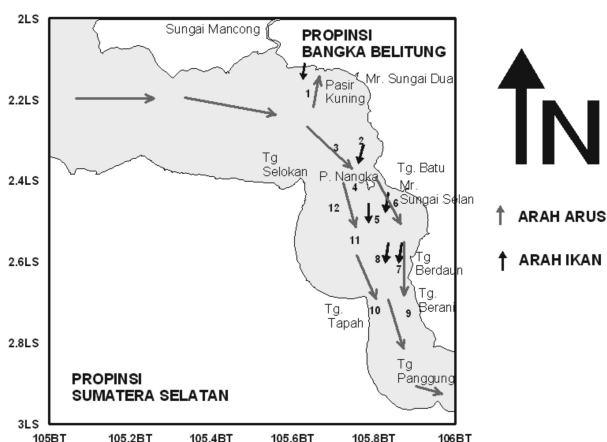 2LS
2.2LS
2.4LS
2.6LS
2.8LS
3LS
105BT
105.2BT
105.4BT
105.6BT
105.8BT
106BT
Sungai Mancong
PROPINSI
BANGKA BELITUNG
Mr. Sungai Dua
Pasir
Kuning
1
2
3
Tg
Selokan
P. Nangka
4
Tg. Batu
Mr.
Sungai Selan
12
5
6
11
8
7
Tg
Berdaun
Tg.
Berani
Tg.
Tapah
10
9
Tg
Panggung
PROPINSI
SUMATERA SELATAN
N
ARAH ARUS
ARAH IKAN